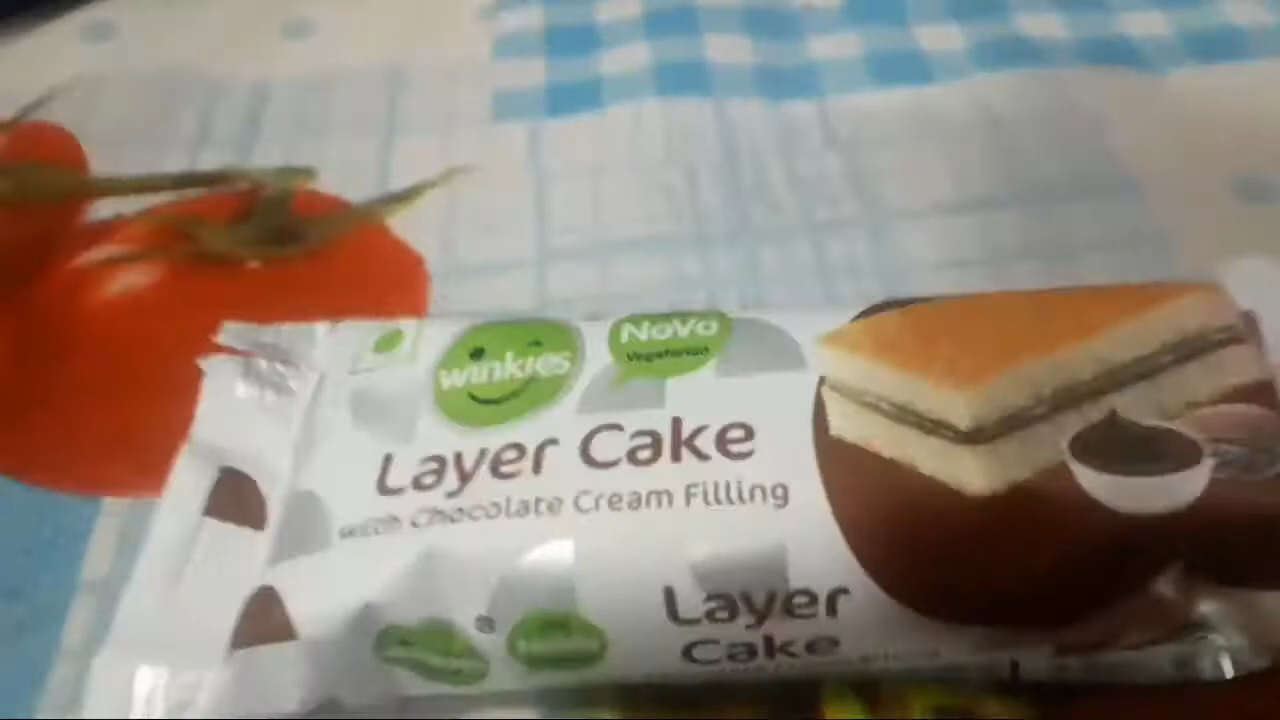 winkies
NoVo
Vegetarian
Layer Cake
with Chocolate Cream Filling
Layer
Cake